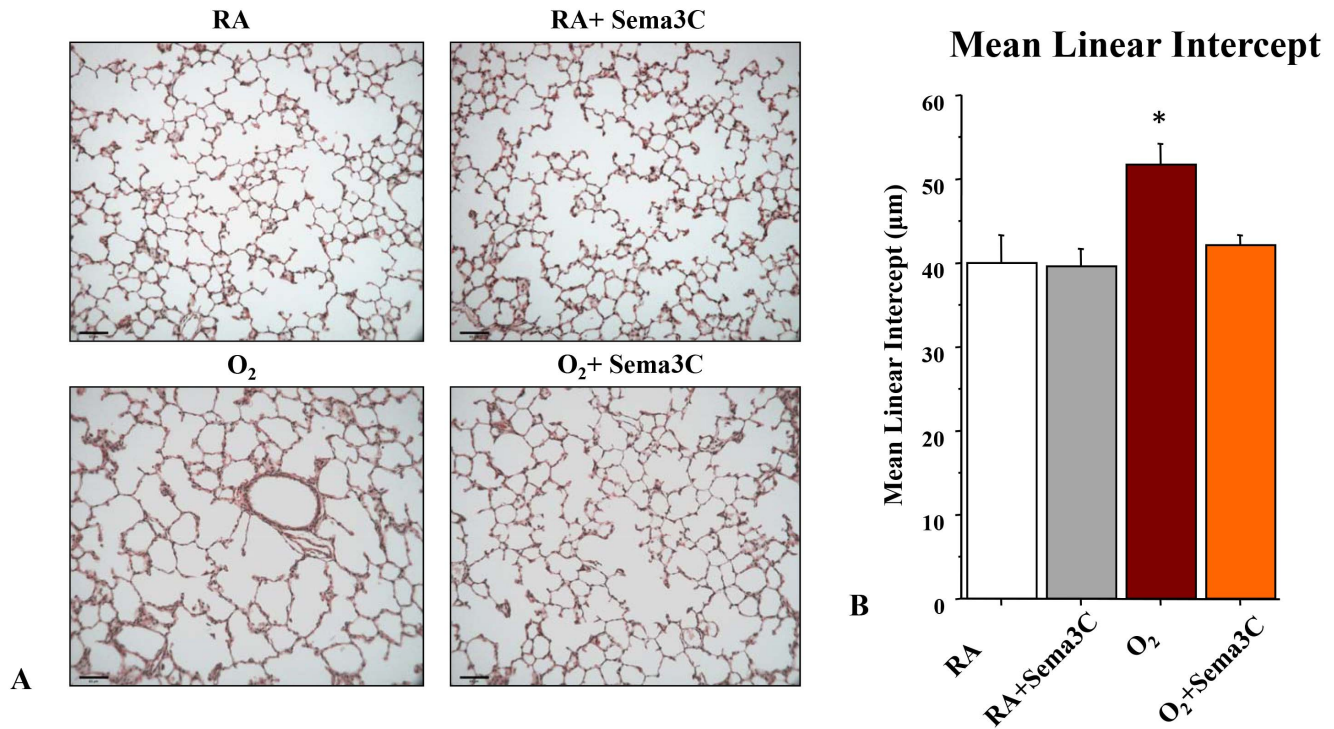 RA
RA+ Sema3C
O₂
O₂+ Sema3C
A
Mean Linear Intercept
Mean Linear Intercept (µm)
60
50
40
30
20
10
0
*
RA
RA+Sema3C
O₂
O₂+Sema3C
B